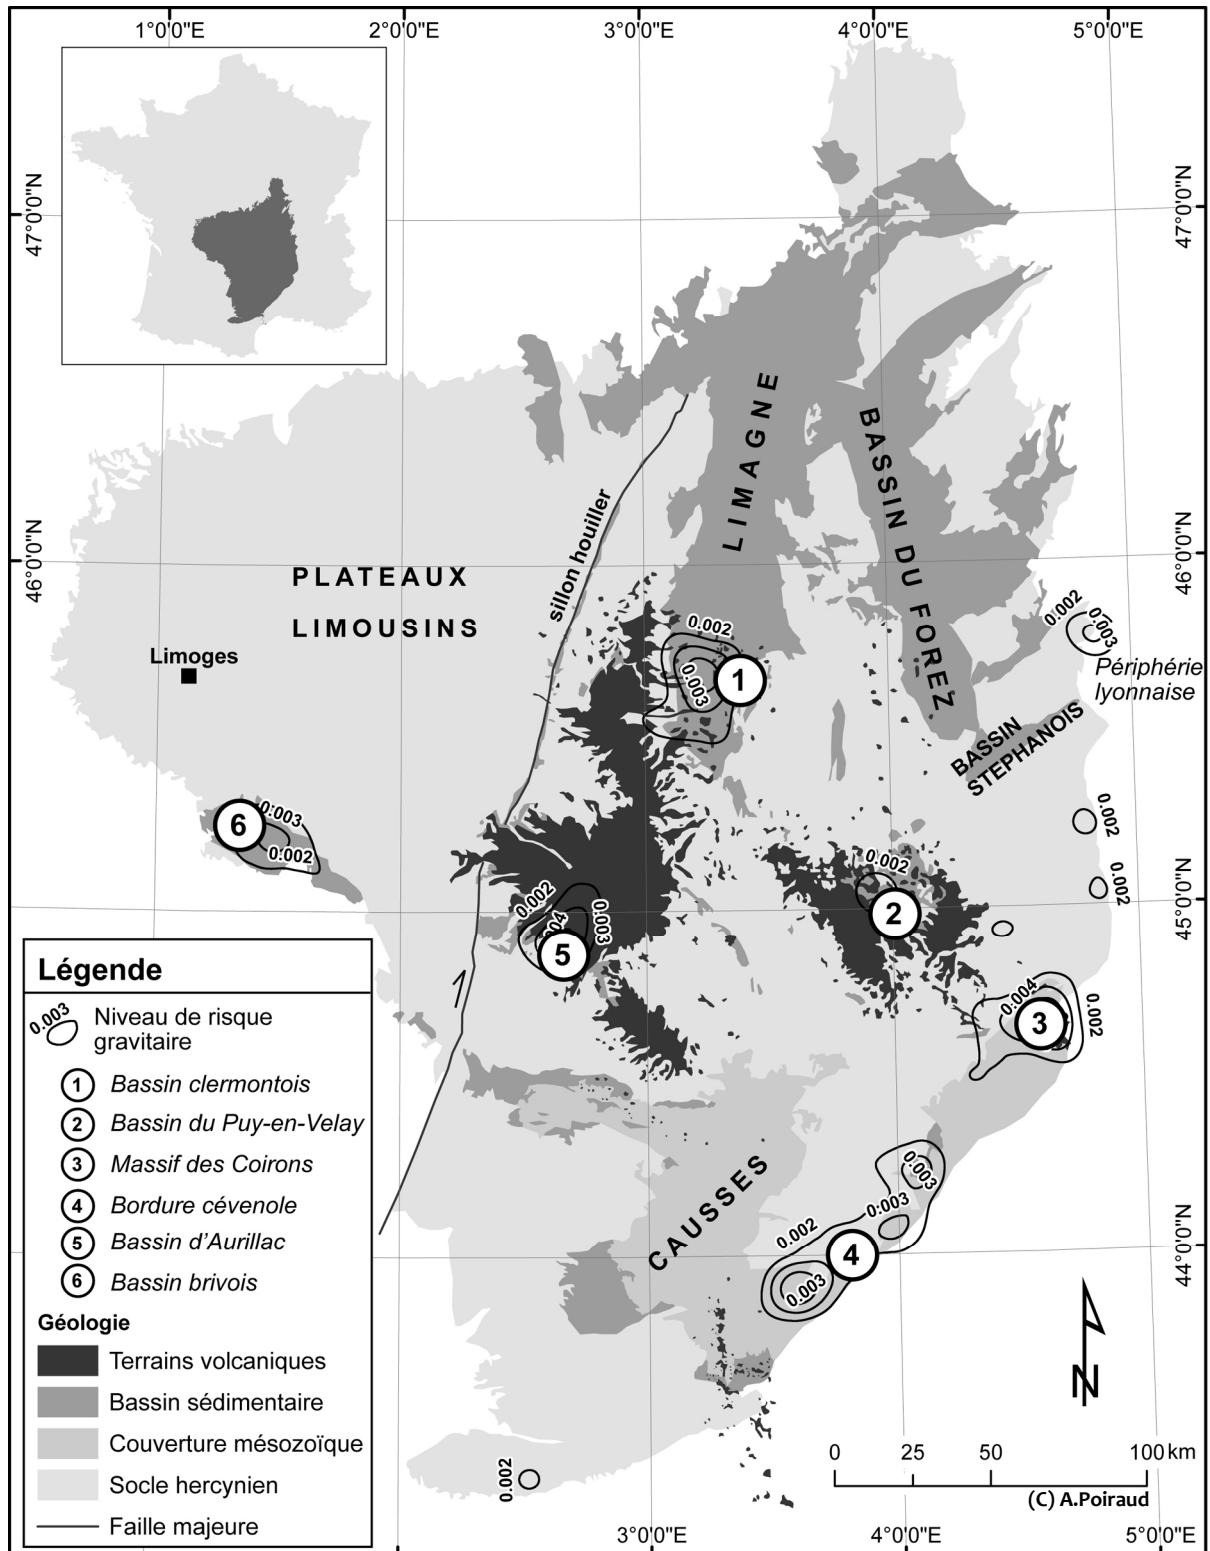 1°0'0"E
2°0'0"E
3°0'0"E
4°0'0"E
5°0'0"E
47°0'0"N
47°0'0"N
LIMAGNE
BASSIN DU FOREZ
sillon houiller
46°0'0"N
46°0'0"N
PLATEAUX
LIMOUSINS
Limoges
0.002
0.003
1
0.002
0.003
Périphérie
lyonnaise
BASSIN
STEPHANOIS
6
0.003
0.002
0.002
0.002
0.002
2
45°0'0"N
45°0'0"N
0.002
0.003
5
0.004
0.002
3
CAUSSES
0.003
0.003
0.002
4
0.003
44°0'0"N
0.002
Légende
0.003
Niveau de risque
gravitaire
1 Bassin clermontois
2 Bassin du Puy-en-Velay
3 Massif des Coirons
4 Bordure cévenole
5 Bassin d'Aurillac
6 Bassin brivois
Géologie
Terrains volcaniques
Bassin sédimentaire
Couverture mésozoïque
Socle hercynien
Faille majeure
N
0 25 50 100 km
(C) A.Poiraud
3°0'0"E
4°0'0"E
5°0'0"E